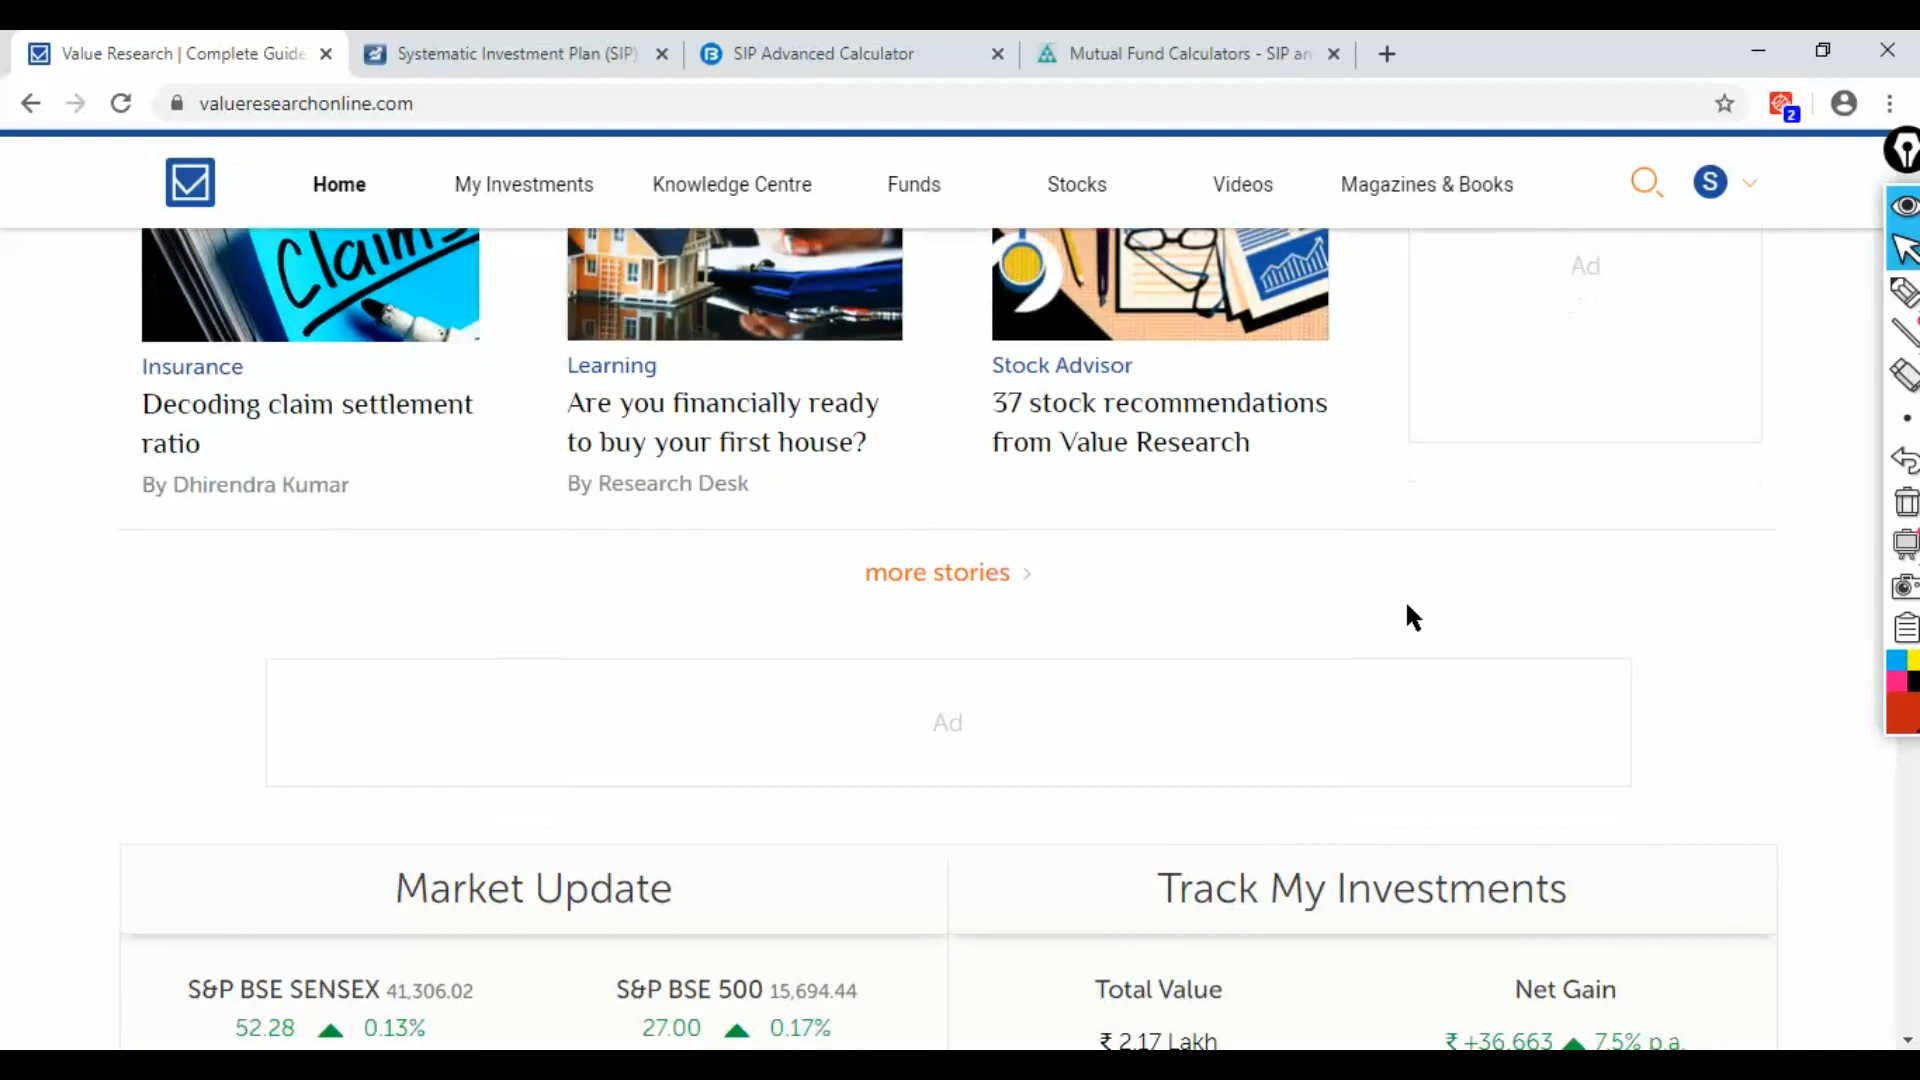 Value Research | Complete Guide
Systematic Investment Plan (SIP)
SIP Advanced Calculator
Mutual Fund Calculators - SIP an
valueresearchonline.com
2
Home
My Investments
Knowledge Centre
Funds
Stocks
Videos
Magazines & Books
S
Claim
Insurance
Decoding claim settlement
ratio
By Dhirendra Kumar
Learning
Are you financially ready
to buy your first house?
By Research Desk
Stock Advisor
37 stock recommendations
from Value Research
Ad
more stories
Ad
Market Update
Track My Investments
S&P BSE SENSEX 41,306.02
52.28 0.13%
S&P BSE 500 15,694.44
27.00 0.17%
Total Value
₹ 2.17 Lakh
Net Gain
₹ +36,663 7.5% p.a.